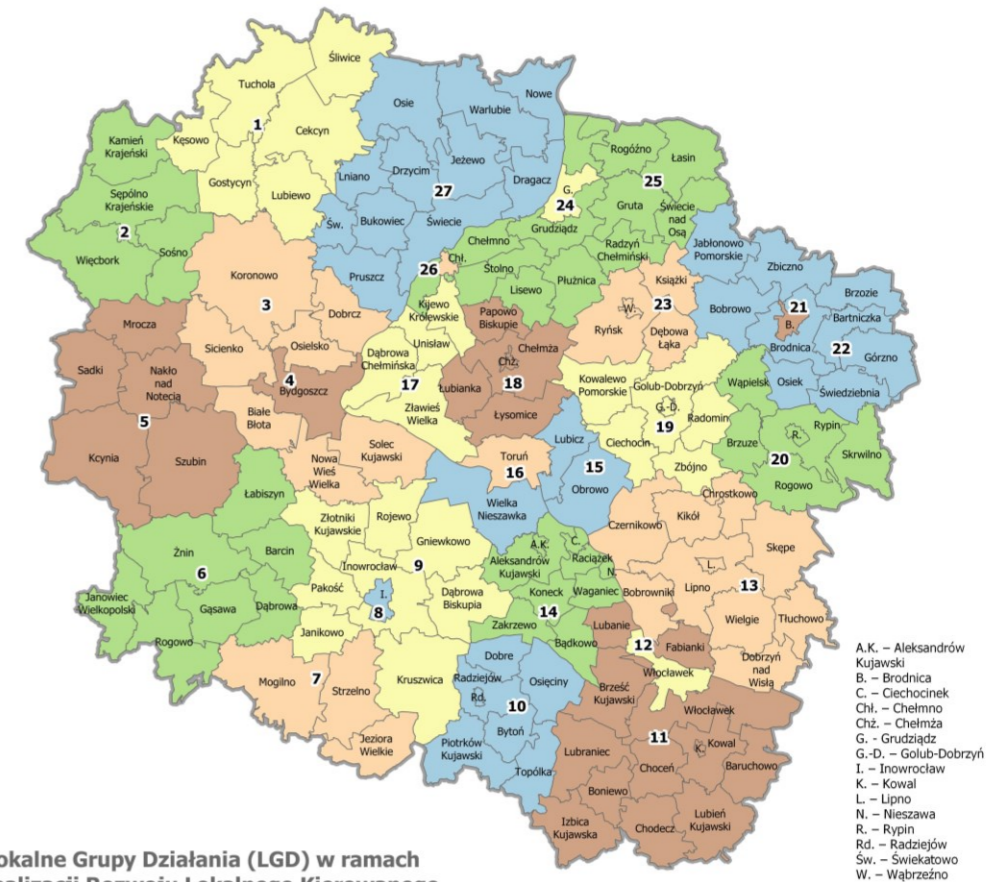 Śliwice
Tuchola
Nowe
Osie
Warlubie
1
Cekcyn
Kęsowo
Kamień
Krajeński
Rogóźno
Łasin
Jeżewo
Drzycim
Lniano
Dragacz
Gostycyn
Lubiewo
27
G.
24
25
Sępólno
Krajeńskie
Gruta
Świecie
nad
Osą
Św.
Bukowiec
Świecie
Grudziądz
2
Więcbork
Sośno
Chełmno
Radzyń
Chełmiński
Jabłonowo
Pomorskie
Zbiczno
Koronowo
Pruszcz
26
Chł.
Stolno
Płużnica
Książki
Lisewo
23
Brzozie
3
Kijewo
Królewskie
Papowo
Biskupie
W.
Bobrowo
21
B.
Bartniczka
Mrocza
Dobrcz
Unisław
Ryńsk
Dębowa
Łąka
Brodnica
22
Górzno
Sicienko
Osielsko
Dąbrowa
Chełmińska
Chełmża
Chż.
Sadki
Nakło
nad
Notecią
4
Bydgoszcz
17
Łubianka
18
Kowalewo
Pomorskie
Golub-Dobrzyń
Wąpielsk
Osiek
Świedziebnia
Białe
Błota
Zławieś
Wielka
Łysomice
G.-D.
19
Radomin
Rypin
R.
5
Kcynia
Szubin
Solec
Kujawski
Lubicz
Ciechocin
Brzuze
20
Skrwilno
Nowa
Wieś
Wielka
Toruń
16
15
Zbójno
Rogowo
Łabiszyn
Wielka
Nieszawka
Obrowo
Chrostkowo
Złotniki
Kujawskie
Rojewo
Kikół
Czernikowo
Gniewkowo
A.K.
C.
Skępe
Żnin
Barcin
Inowrocław
9
Aleksandrów
Kujawski
Raciążek
N.
L.
6
Pakość
I.
8
Dąbrowa
Biskupia
Koneck
Waganiec
Bobrowniki
Lipno
13
Janowiec
Wielkopolski
Gąsawa
Dąbrowa
14
Zakrzewo
Lubanie
Wielgie
Tłuchowo
Rogowo
Janikowo
Bądkowo
12
Fabianki
Dobrzyń
nad
Wisłą
Mogilno
7
Strzelno
Kruszwica
Dobre
Radziejów
Rd.
Osięciny
Włocławek
Brześć
Kujawski
10
Włocławek
Jeziora
Wielkie
Bytoń
11
K.
Kowal
Piotrków
Kujawski
Topólka
Lubraniec
Choceń
Baruchowo
Boniewo
Izbica
Kujawska
Chodecz
Lubień
Kujawski
A.K. – Aleksandrów
Kujawski
B. – Brodnica
C. – Ciechocinek
Chł. – Chełmno
Chż. – Chełmża
G. - Grudziądz
G.-D. – Golub-Dobrzyń
I. – Inowrocław
K. – Kowal
L. – Lipno
N. – Nieszawa
R. – Rypin
Rd. – Radziejów
Św. – Świekatowo
W. – Wąbrzeźno
okalne Grupy Działania (LGD) w ramach
alizacji Rozwoju Lokalnego Kierowanego